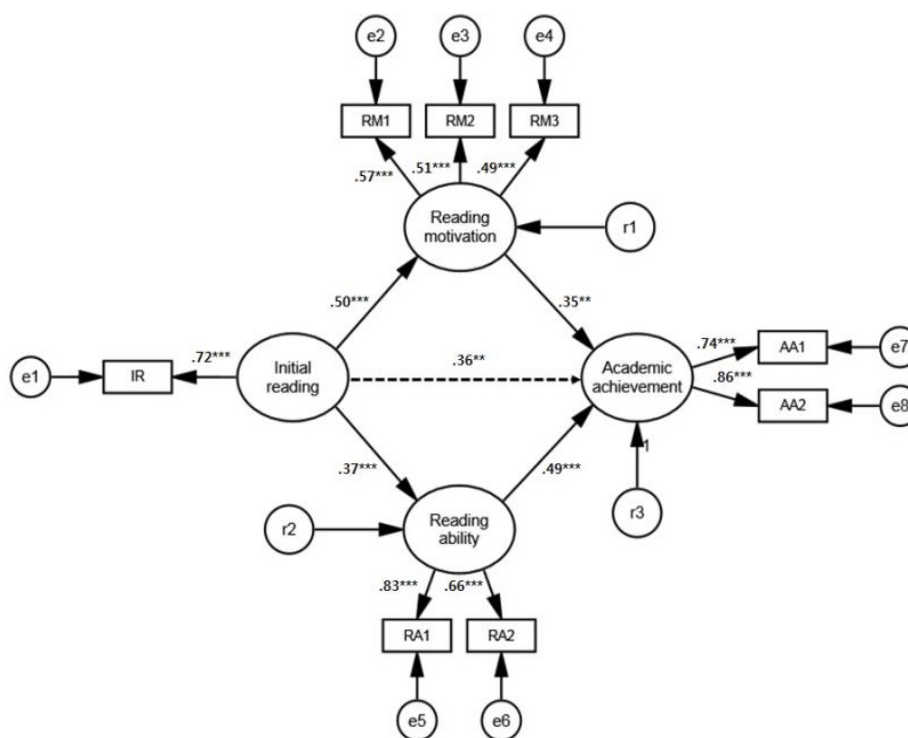 e2
e3
e4
RM1
RM2
RM3
.57***
.51***
.49***
Reading
motivation
r1
.50***
.35**
e1
IR
.72***
Initial
reading
.36**
Academic
achievement
.74***
AA1
e7
.86***
AA2
e8
1
.37***
.49***
r2
Reading
ability
r3
.83***
.66***
RA1
RA2
e5
e6